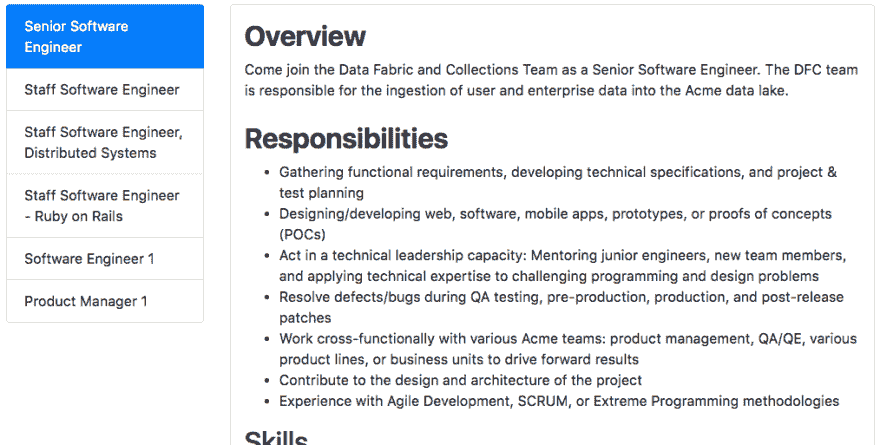 Senior Software
Engineer
Staff Software Engineer
Staff Software Engineer,
Distributed Systems
Staff Software Engineer
- Ruby on Rails
Software Engineer 1
Product Manager 1
Overview
Come join the Data Fabric and Collections Team as a Senior Software Engineer. The DFC team
is responsible for the ingestion of user and enterprise data into the Acme data lake.
Responsibilities
• Gathering functional requirements, developing technical specifications, and project &
test planning
• Designing/developing web, software, mobile apps, prototypes, or proofs of concepts
(POCs)
• Act in a technical leadership capacity: Mentoring junior engineers, new team members,
and applying technical expertise to challenging programming and design problems
• Resolve defects/bugs during QA testing, pre-production, production, and post-release
patches
• Work cross-functionally with various Acme teams: product management, QA/QE, various
product lines, or business units to drive forward results
• Contribute to the design and architecture of the project
• Experience with Agile Development, SCRUM, or Extreme Programming methodologies
Skills